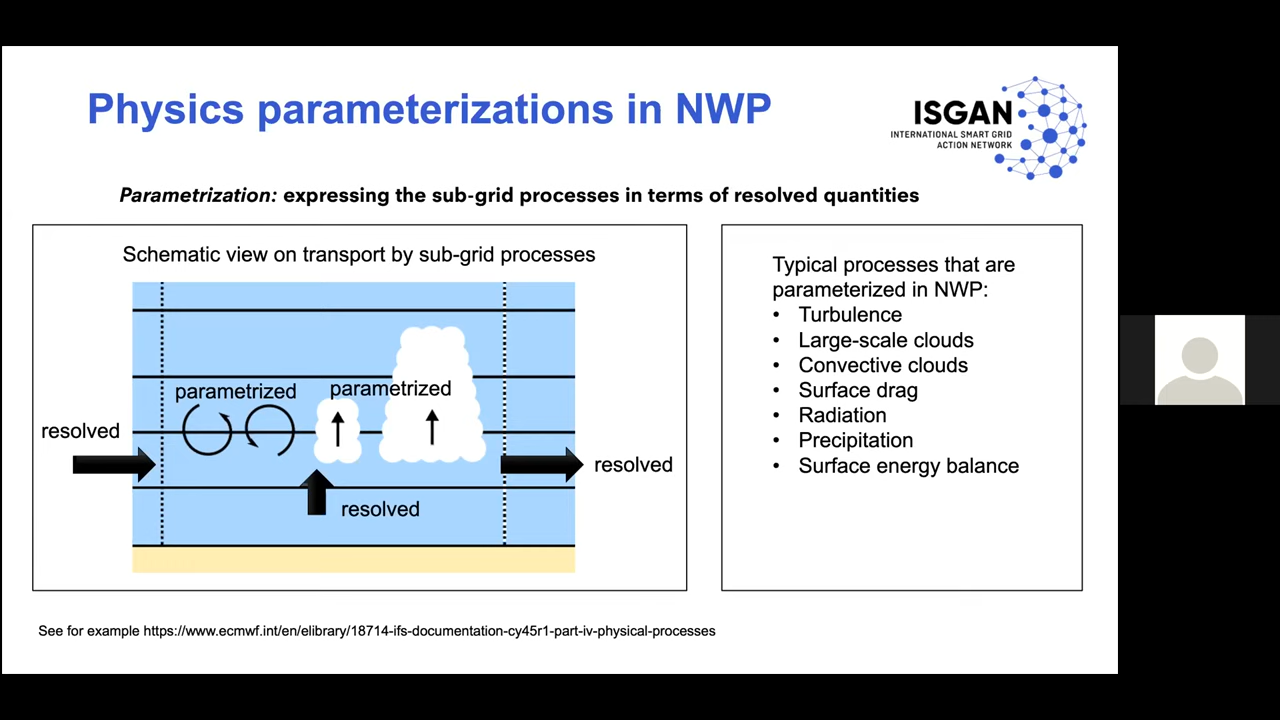 Physics parameterizations in NWP
ISGAN
INTERNATIONAL SMART GRID
ACTION NETWORK
Parametrization: expressing the sub-grid processes in terms of resolved quantities
Schematic view on transport by sub-grid processes
parametrized
parametrized
resolved
resolved
resolved
Typical processes that are
parameterized in NWP:
• Turbulence
• Large-scale clouds
• Convective clouds
• Surface drag
• Radiation
• Precipitation
• Surface energy balance
See for example https://www.ecmwf.int/en/elibrary/18714-ifs-documentation-cy45r1-part-iv-physical-processes